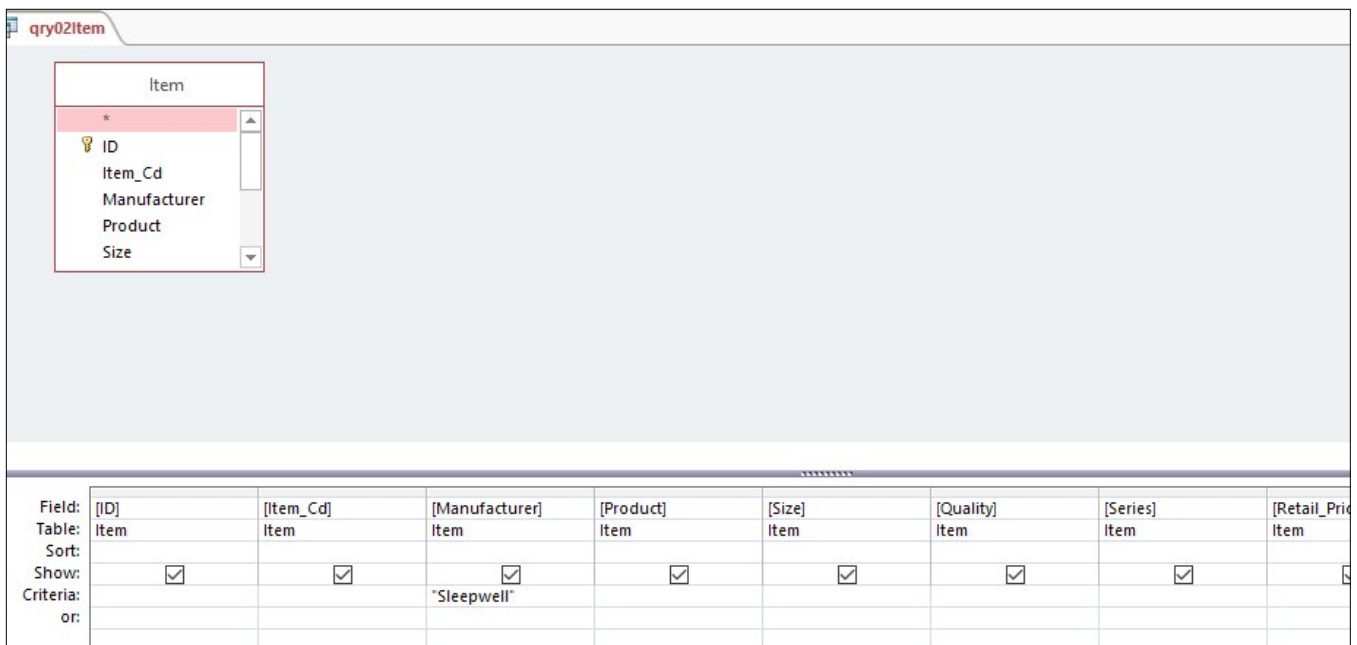 qry02Item
Item
*
ID
Item_Cd
Manufacturer
Product
Size
Field: [ID] [Item_Cd] [Manufacturer] [Product] [Size] [Quality] [Series] [Retail_Pric
Table: Item Item Item Item Item Item Item Item
Sort:
Show:
Criteria: "Sleepwell"
or: